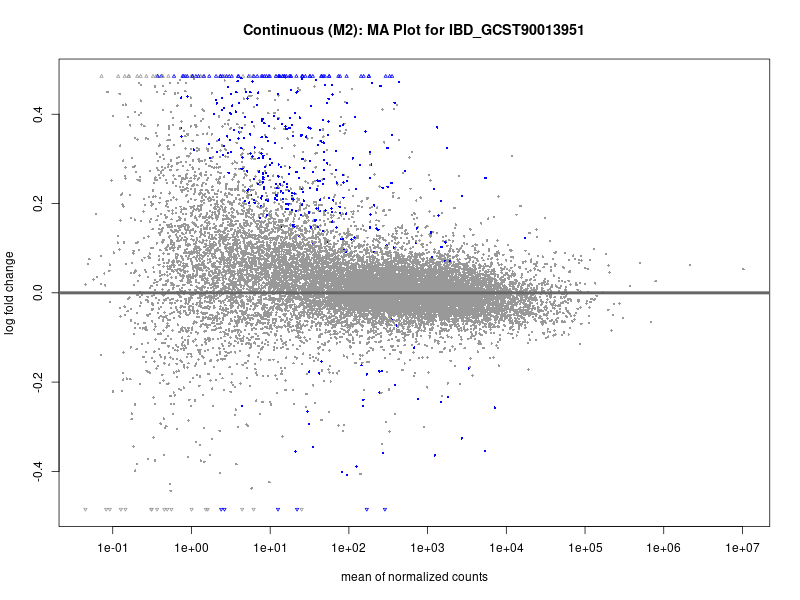 Continuous (M2): MA Plot for IBD_GCST90013951
log fold change
0.4
0.2
0.0
-0.2
-0.4
1e-01 1e+00 1e+01 1e+02 1e+03 1e+04 1e+05 1e+06 1e+07
mean of normalized counts